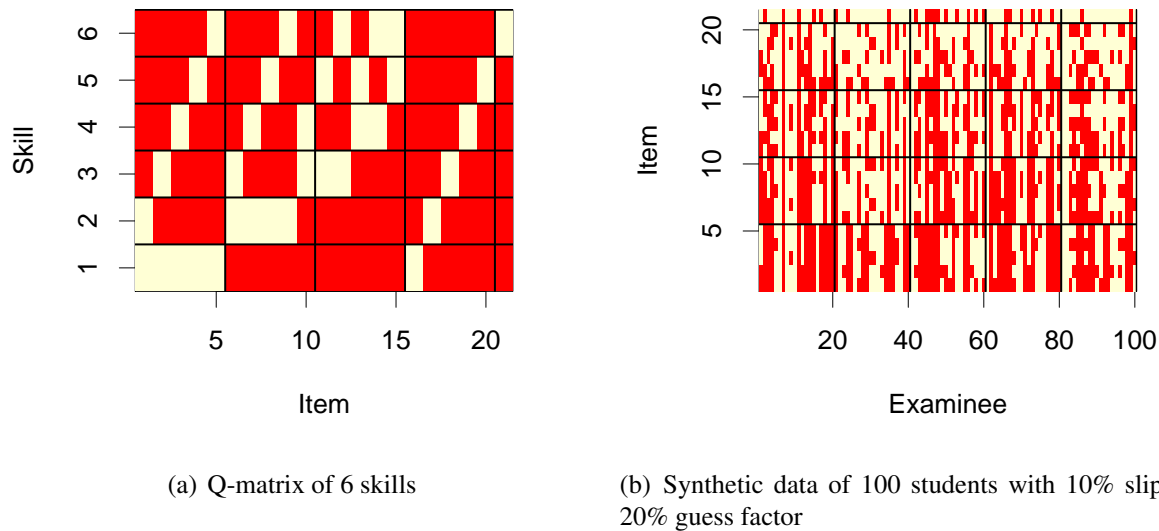 6
5
4
3
2
1
Skill
5 10 15 20
Item
(a) Q-matrix of 6 skills
20
15
10
5
Item
20 40 60 80 100
Examinee
(b) Synthetic data of 100 students with 10% slip
20% guess factor